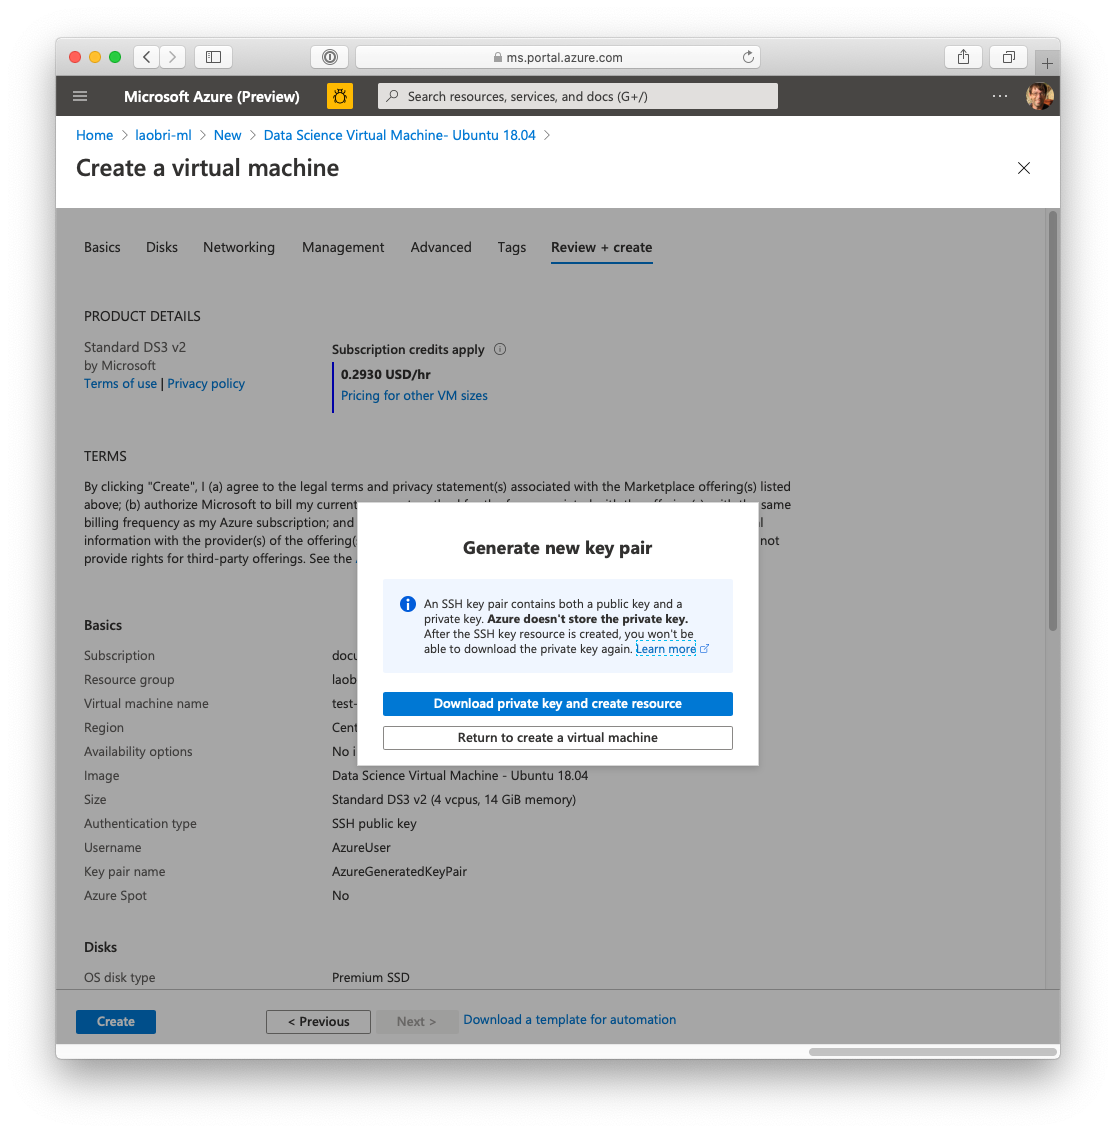 ms.portal.azure.com
Microsoft Azure (Preview)
Search resources, services, and docs (G+/)
Home > laobri-ml > New > Data Science Virtual Machine- Ubuntu 18.04 >
Create a virtual machine
Basics Disks Networking Management Advanced Tags Review + create
PRODUCT DETAILS
Standard DS3 v2
by Microsoft
Terms of use | Privacy policy
Subscription credits apply
0.2930 USD/hr
Pricing for other VM sizes
TERMS
By clicking "Create", I (a) agree to the legal terms and privacy statement(s) associated with the Marketplace offering(s) listed
above; (b) authorize Microsoft to bill my current same
billing frequency as my Azure subscription; and
information with the provider(s) of the offering(s not
provide rights for third-party offerings. See the
Generate new key pair
An SSH key pair contains both a public key and a
private key. Azure doesn't store the private key.
After the SSH key resource is created, you won't be
able to download the private key again. Learn more
Download private key and create resource
Return to create a virtual machine
Basics
Subscription docu
Resource group laob
Virtual machine name test-
Region Cent
Availability options No i
Image Data Science Virtual Machine - Ubuntu 18.04
Size Standard DS3 v2 (4 vcpus, 14 GiB memory)
Authentication type SSH public key
Username AzureUser
Key pair name AzureGeneratedKeyPair
Azure Spot No
Disks
OS disk type Premium SSD
Create < Previous Next > Download a template for automation